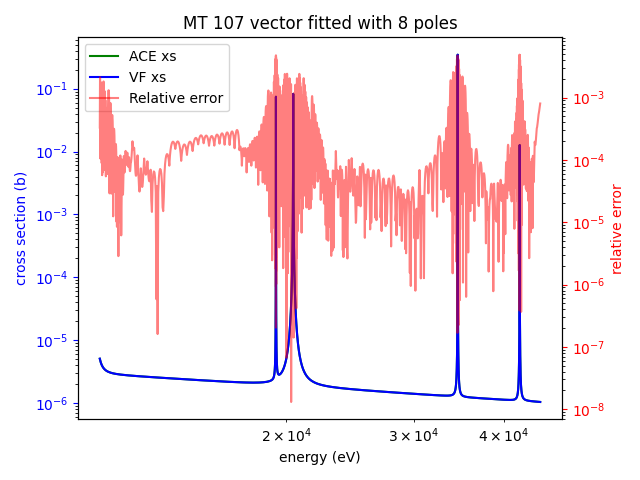 MT 107 vector fitted with 8 poles
ACE xs
VF xs
Relative error
10⁻¹
10⁻²
10⁻³
10⁻⁴
10⁻⁵
10⁻⁶
cross section (b)
10⁻³
10⁻⁴
10⁻⁵
10⁻⁶
10⁻⁷
10⁻⁸
relative error
2 × 10⁴
3 × 10⁴
4 × 10⁴
energy (eV)